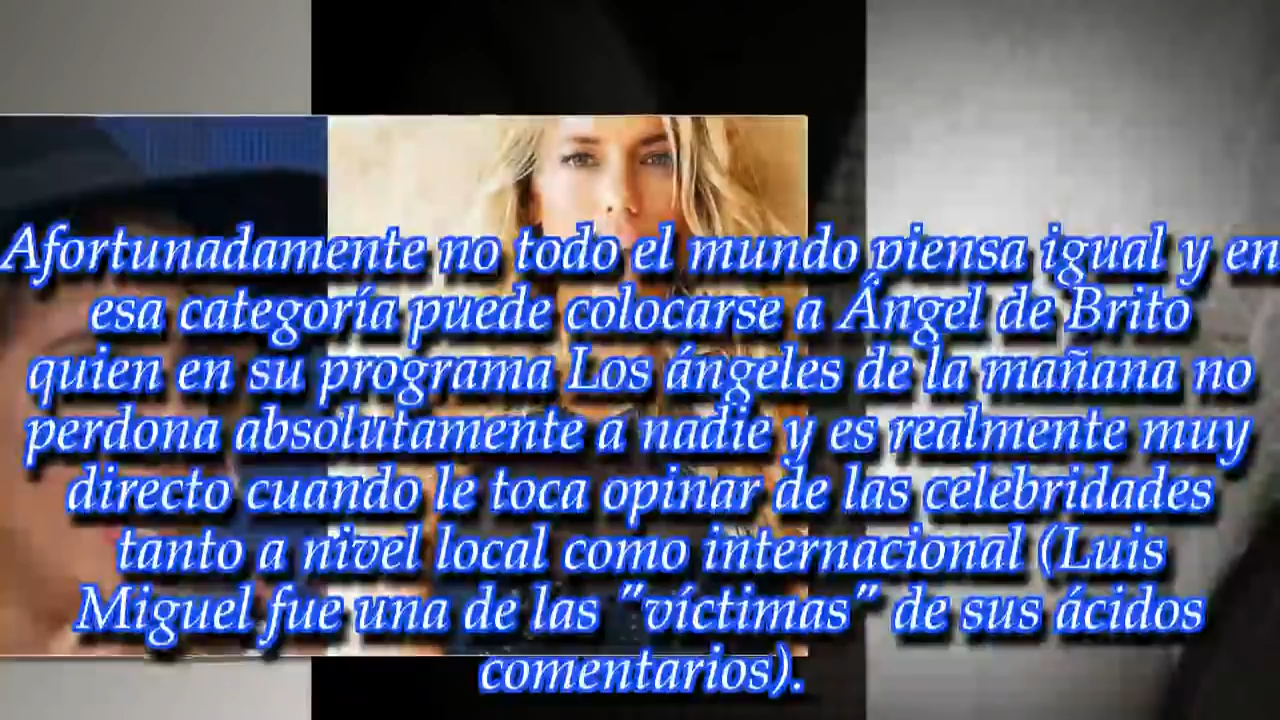 Afortunadamente no todo el mundo piensa igual y en
esa categoría puede colocarse a Ángel de Brito
quien en su programa Los ángeles de la mañana no
perdona absolutamente a nadie y es realmente muy
directo cuando le toca opinar de las celebridades
tanto a nivel local como internacional (Luis
Miguel fue una de las "víctimas" de sus ácidos
comentarios).